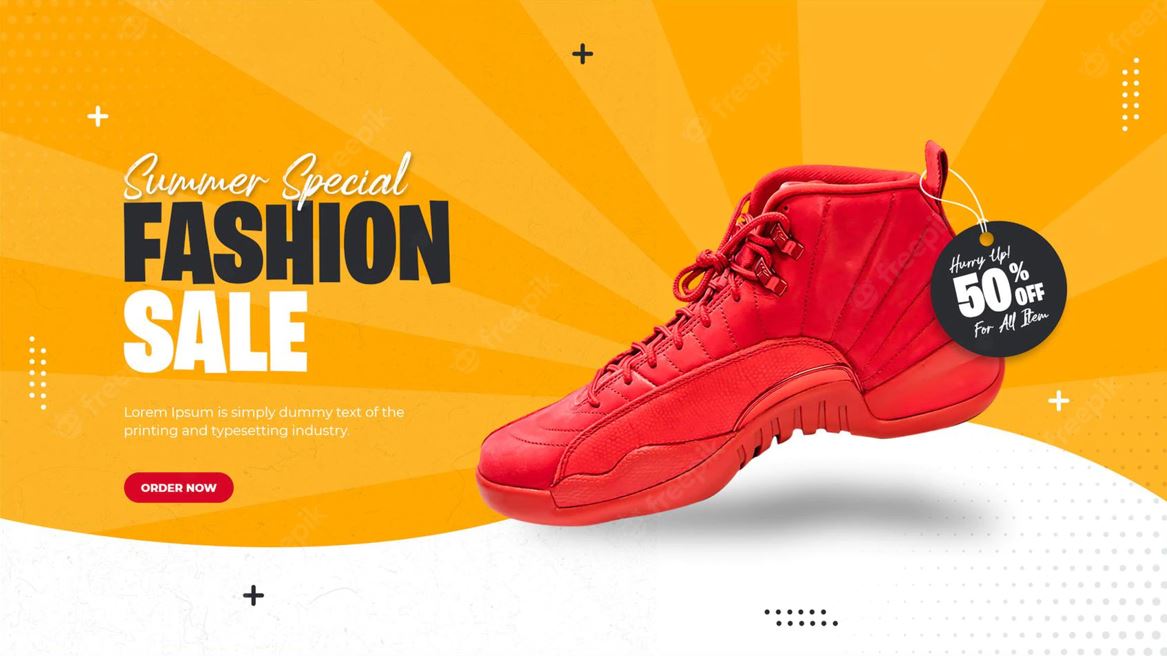 Summer Special
FASHION
SALE
Lorem Ipsum is simply dummy text of the
printing and typesetting industry.
ORDER NOW
Hurry Up!
50% OFF
For All Item
freepik